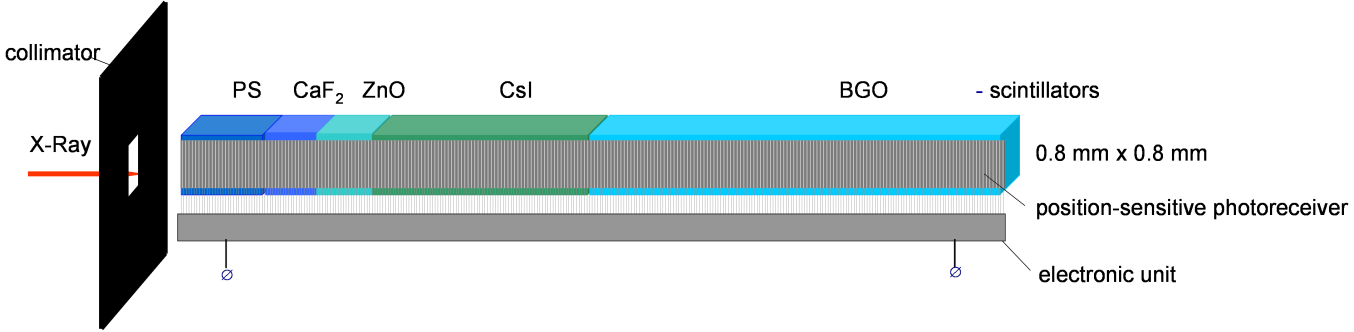 collimator
PS CaF₂ ZnO CsI BGO - scintillators
X-Ray
0.8 mm x 0.8 mm
position-sensitive photoreceiver
electronic unit
∅ ∅